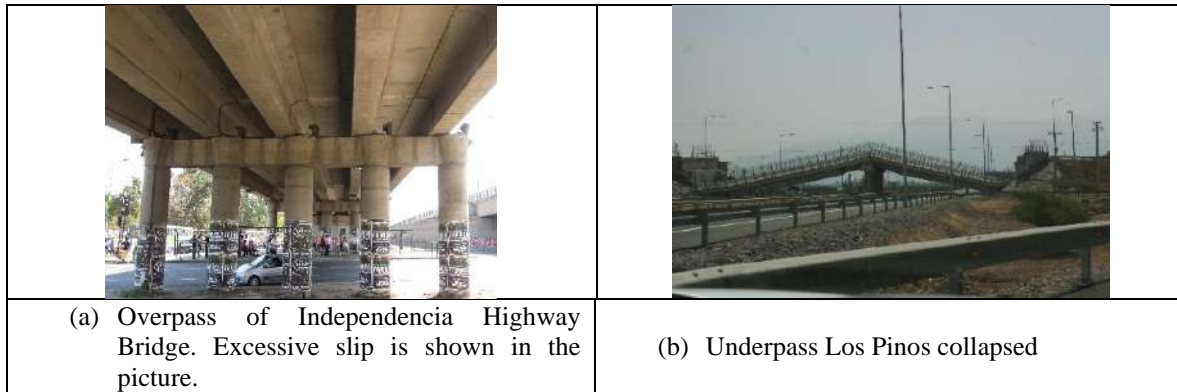 (a) Overpass of Independencia Highway
Bridge. Excessive slip is shown in the
picture.
(b) Underpass Los Pinos collapsed